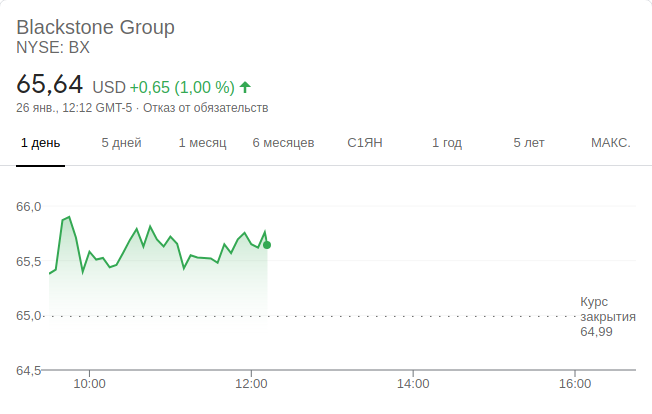 Blackstone Group
NYSE: BX
65,64 USD +0,65 (1,00 %)
26 янв., 12:12 GMT-5 · Отказ от обязательств
1 день 5 дней 1 месяц 6 месяцев С1ЯН 1 год 5 лет МАКС.
66,0
65,5
65,0
64,5
Курс
закрытия
64,99
10:00 12:00 14:00 16:00